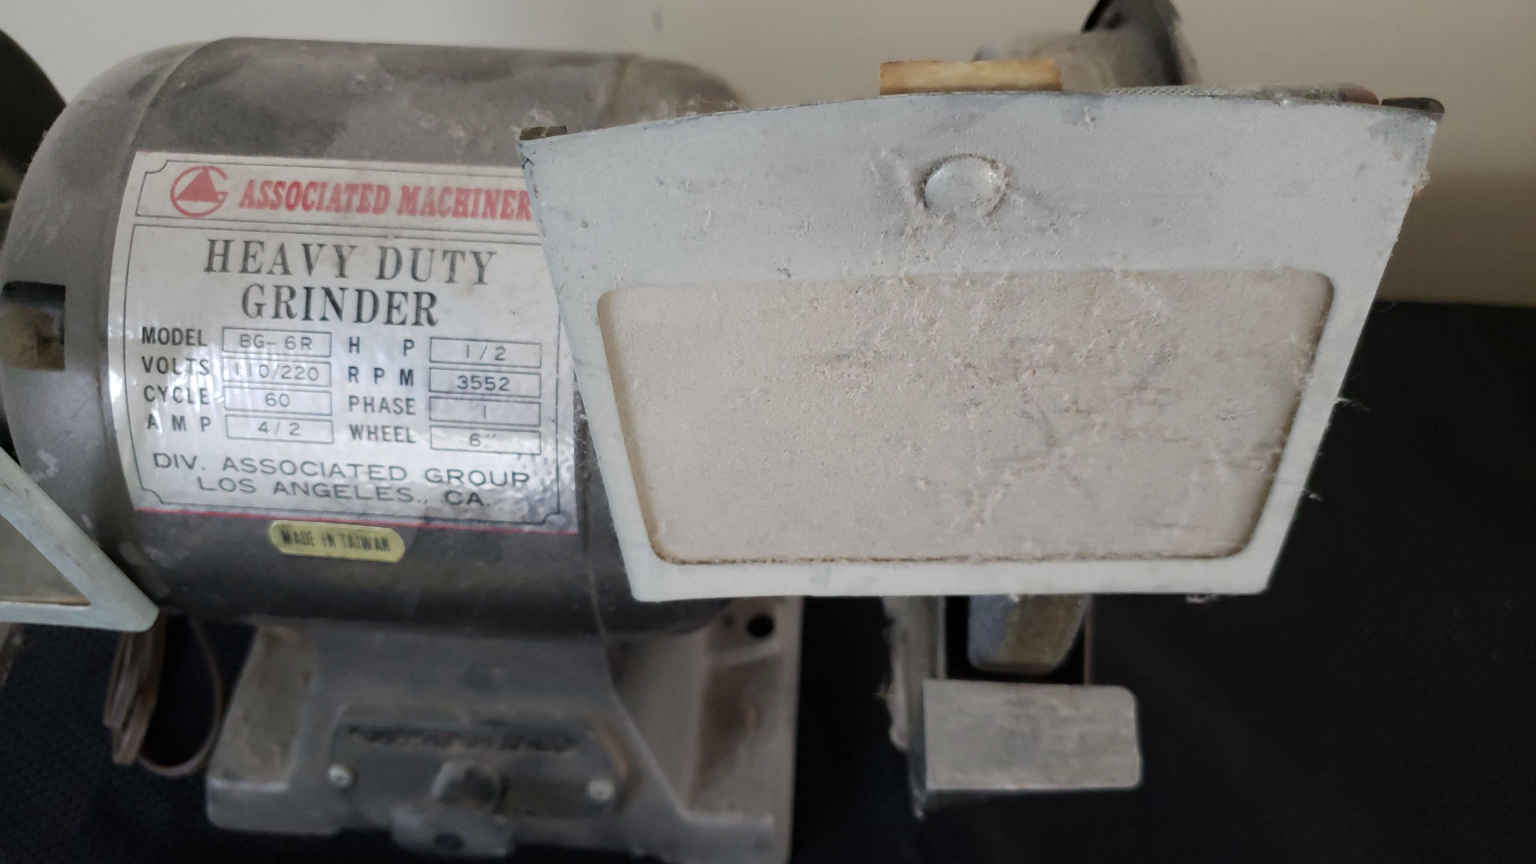 ASSOCIATED MACHINER
HEAVY DUTY
GRINDER
MODEL BG-6R H P 1/2
VOLTS 110/220 R P M 3552
CYCLE 60 PHASE 1
A M P 4/2 WHEEL 6"
DIV. ASSOCIATED GROUP
LOS ANGELES., CA.
MADE IN TAIWAN